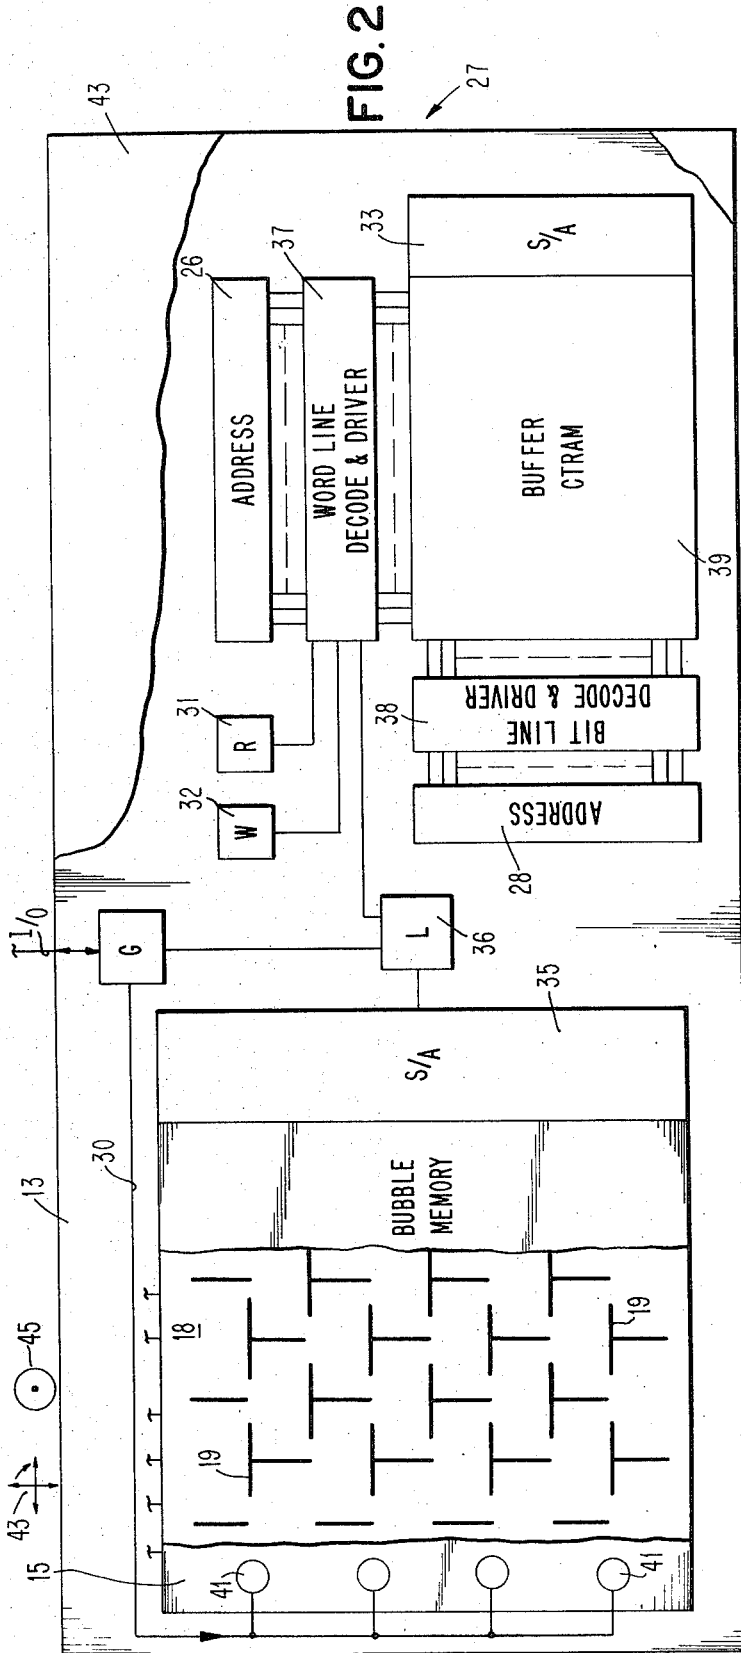 FIG. 2
27
43
I/O
G
30
13
45
43
15
41
41
18
19
19
BUBBLE
MEMORY
S/A
35
L
36
W
32
R
31
ADDRESS
26
WORD LINE
DECODE & DRIVER
37
BUFFER
CTRAM
39
S/A
33
BIT LINE
DECODE & DRIVER
38
ADDRESS
28